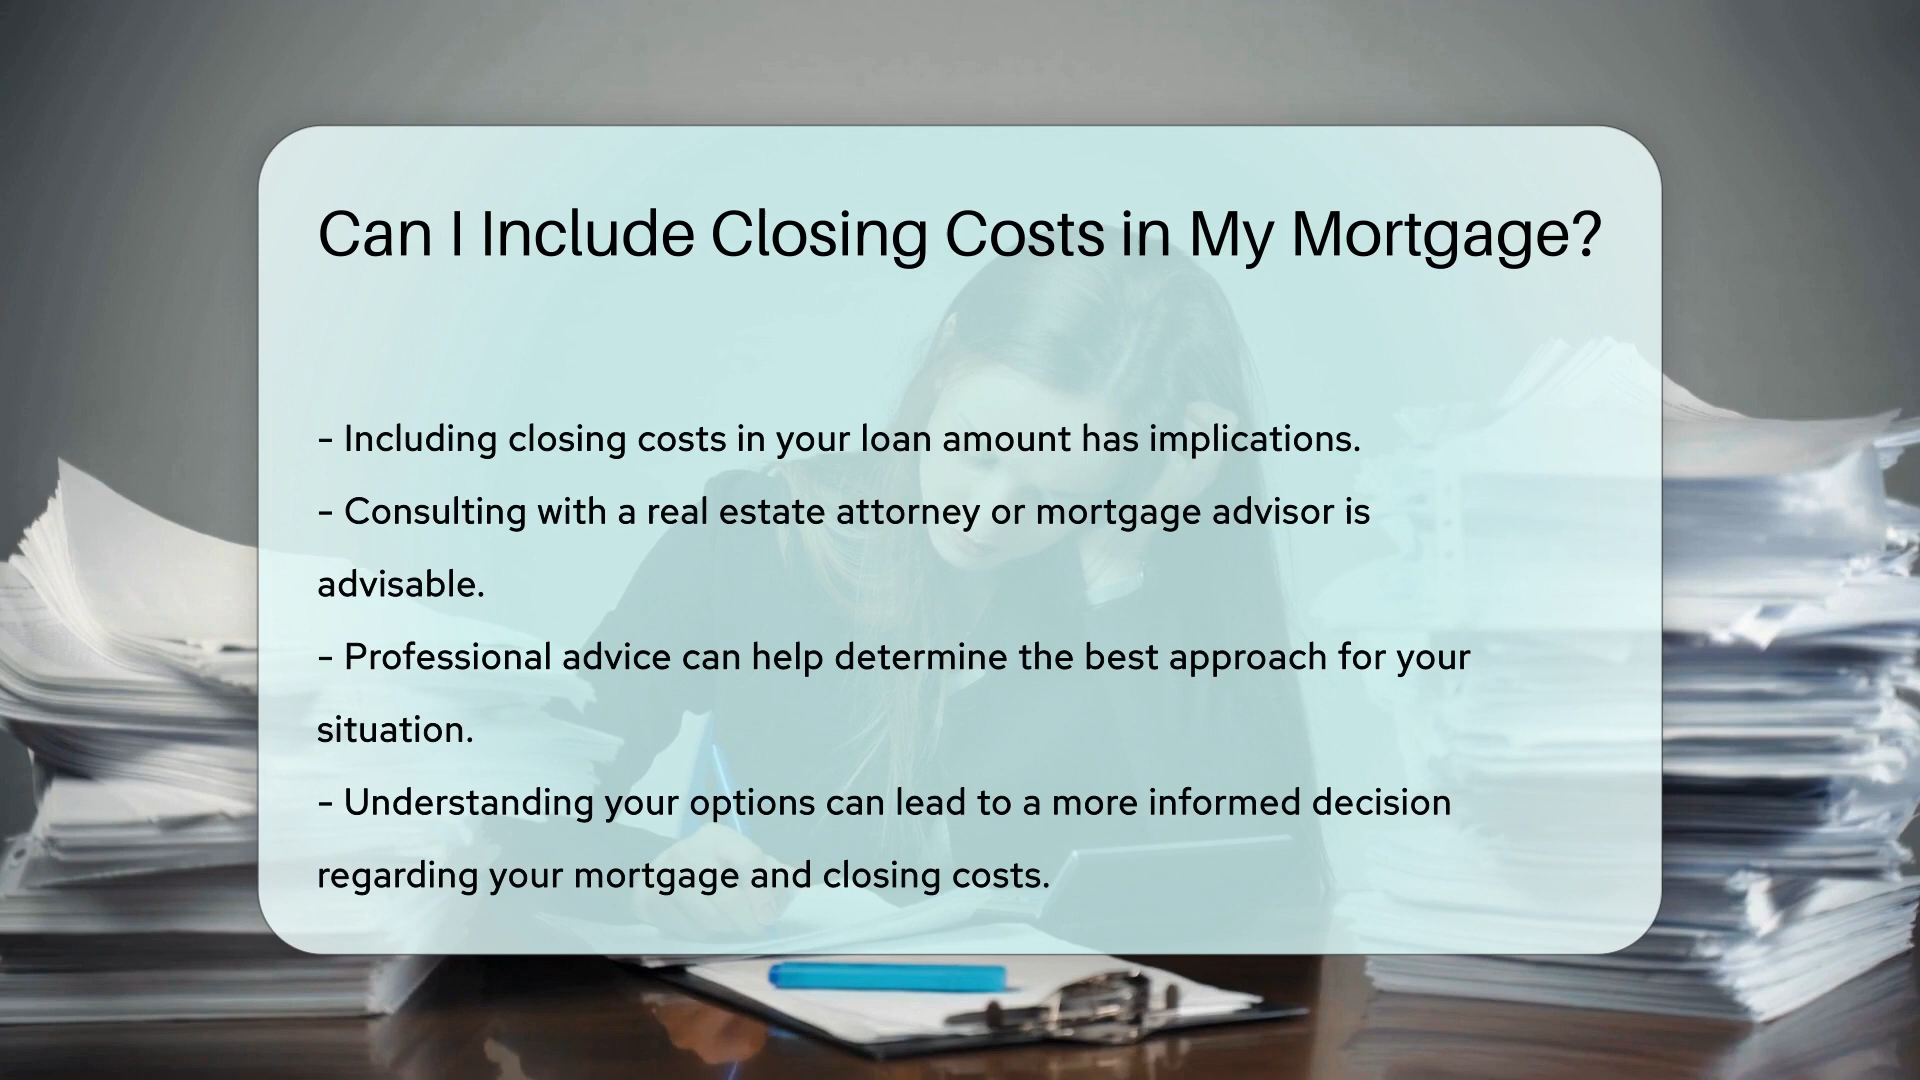 Can I Include Closing Costs in My Mortgage?
- Including closing costs in your loan amount has implications.
- Consulting with a real estate attorney or mortgage advisor is
advisable.
- Professional advice can help determine the best approach for your
situation.
- Understanding your options can lead to a more informed decision
regarding your mortgage and closing costs.